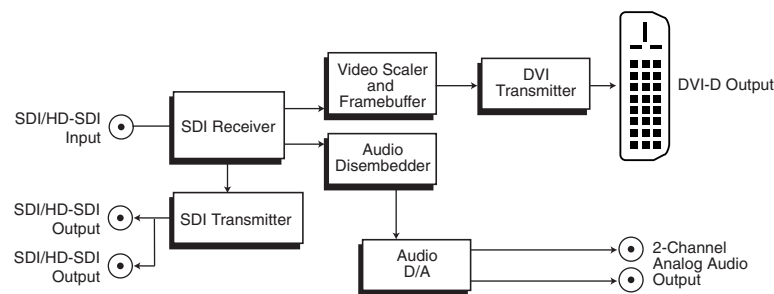 SDI/HD-SDI
Input
SDI Receiver
Video Scaler
and
Framebuffer
DVI
Transmitter
DVI-D Output
Audio
Disembedder
SDI/HD-SDI
Output
SDI Transmitter
SDI/HD-SDI
Output
Audio
D/A
2-Channel
Analog Audio
Output